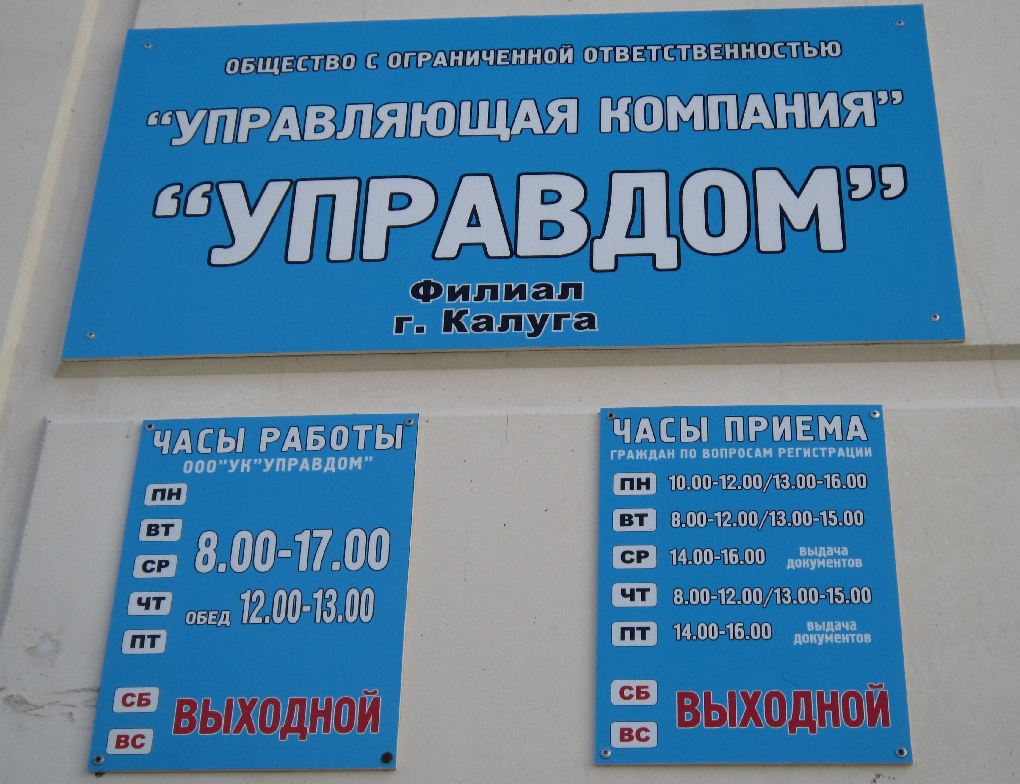 ОБЩЕСТВО С ОГРАНИЧЕННОЙ ОТВЕТСТВЕННОСТЬЮ
“УПРАВЛЯЮЩАЯ КОМПАНИЯ”
“УПРАВДОМ”
Филиал
г. Калуга
ЧАСЫ РАБОТЫ
ООО"УК"УПРАВДОМ"
ПН
ВТ
СР
ЧТ
ПТ
8.00-17.00
ОБЕД 12.00-13.00
СБ
ВС
ВЫХОДНОЙ
ЧАСЫ ПРИЕМА
ГРАЖДАН ПО ВОПРОСАМ РЕГИСТРАЦИИ
ПН 10.00-12.00/13.00-16.00
ВТ 8.00-12.00/13.00-15.00
СР 14.00-16.00 выдача документов
ЧТ 8.00-12.00/13.00-15.00
ПТ 14.00-16.00 выдача документов
СБ
ВС
ВЫХОДНОЙ